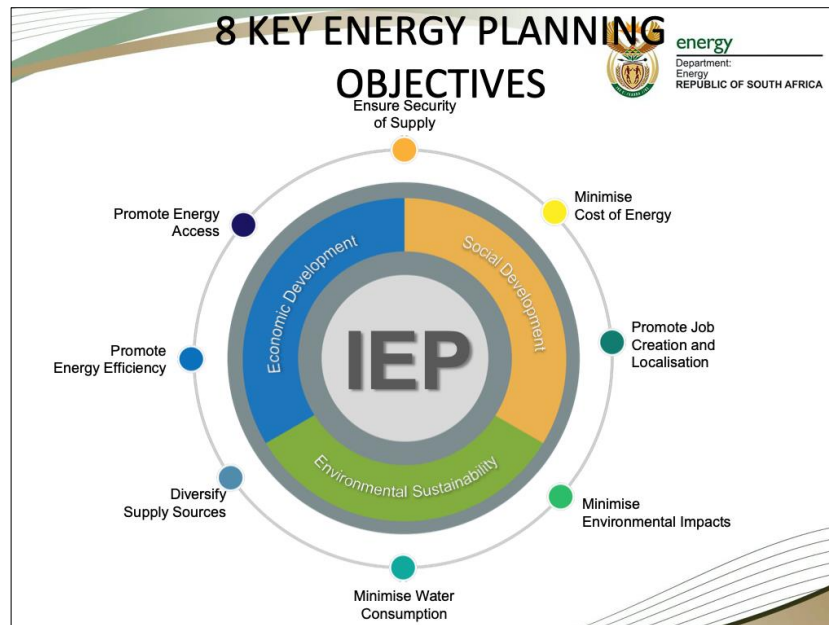 8 KEY ENERGY PLANNING
OBJECTIVES
energy
Department:
Energy
REPUBLIC OF SOUTH AFRICA
Ensure Security
of Supply
Minimise
Cost of Energy
Promote Job
Creation and
Localisation
Minimise
Environmental Impacts
Minimise Water
Consumption
Diversify
Supply Sources
Promote
Energy Efficiency
Promote Energy
Access
Economic Development
Social Development
Environmental Sustainability
IEP